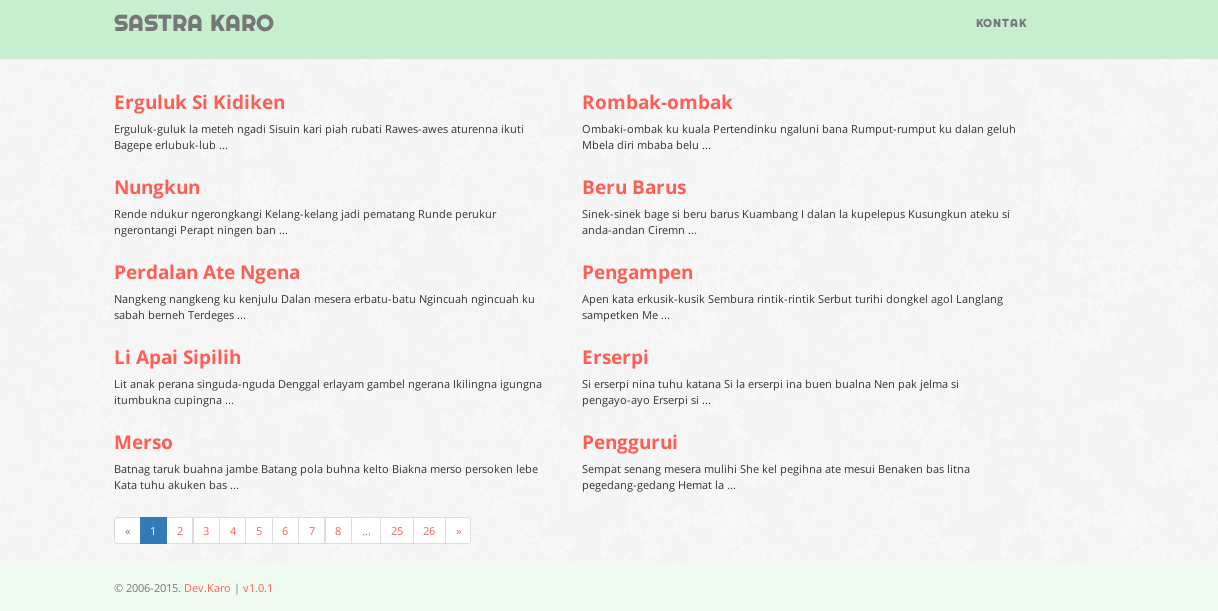 SASTRA KARO
KONTAK
Erguluk Si Kidiken
Erguluk-guluk la meteh ngadi Sisuin kari piah rubati Rawes-awes aturenna ikuti
Bagepe erlubuk-lub ...
Rombak-ombak
Ombaki-ombak ku kuala Pertendinku ngaluni bana Rumput-rumput ku dalan geluh
Mbela diri mbaba belu ...
Nungkun
Rende ndukur ngerongkangi Kelang-kelang jadi pematang Runde perukur
ngerontangi Perapt ningen ban ...
Beru Barus
Sinek-sinek bage si beru barus Kuambang I dalan la kupelepus Kusungkun ateku si
anda-andan Ciremn ...
Perdalan Ate Ngena
Nangkeng nangkeng ku kenjulu Dalan mesera erbatu-batu Ngincuah ngincuah ku
sabah berneh Terdeges ...
Pengampen
Apen kata erkusik-kusik Sembura rintik-rintik Serbut turihi dongkel agol Langlang
sampetken Me ...
Li Apai Sipilih
Lit anak perana singuda-nguda Denggal erlayam gambel ngerana Ikilingna igungna
itumbukna cupingna ...
Erserpi
Si erserpi nina tuhu katana Si la erserpi ina buen bualna Nen pak jelma si
pengayo-ayo Erserpi si ...
Merso
Batnag taruk buahna jambe Batang pola buhna kelto Biakna merso persoken lebe
Kata tuhu akuken bas ...
Penggurui
Sempat senang mesera mulihi She kel pegihna ate mesui Benaken bas litna
pegedang-gedang Hemat la ...
« 1 2 3 4 5 6 7 8 ... 25 26 »
© 2006-2015. Dev.Karo | v1.0.1